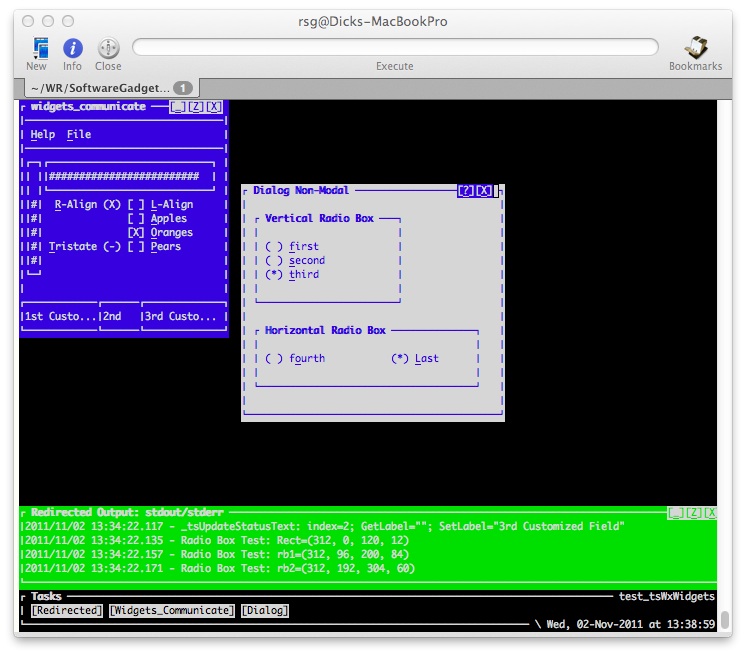 rsg@Dicks-MacBookPro
New Info Close Execute Bookmarks
~/WR/SoftwareGadget... 1
widgets_communicate [_][Z][X]
Help File
#########################
|#| R-Align (X) [ ] L-Align
|#| [ ] Apples
|#| [X] Oranges
|#| Tristate (-) [ ] Pears
|#|
|1st Custo...|2nd |3rd Custo... |
Dialog Non-Modal [?][X]
Vertical Radio Box
( ) first
( ) second
(*) third
Horizontal Radio Box
( ) fourth (*) Last
Redirected Output: stdout/stderr [_][Z][X]
2011/11/02 13:34:22.117 - _tsUpdateStatusText: index=2; GetLabel=""; SetLabel="3rd Customized Field"
2011/11/02 13:34:22.135 - Radio Box Test: Rect=(312, 0, 120, 12)
2011/11/02 13:34:22.157 - Radio Box Test: rb1=(312, 96, 200, 84)
2011/11/02 13:34:22.171 - Radio Box Test: rb2=(312, 192, 304, 60)
Tasks test_tsWxWidgets
[Redirected] [Widgets_Communicate] [Dialog]
\ Wed, 02-Nov-2011 at 13:38:59